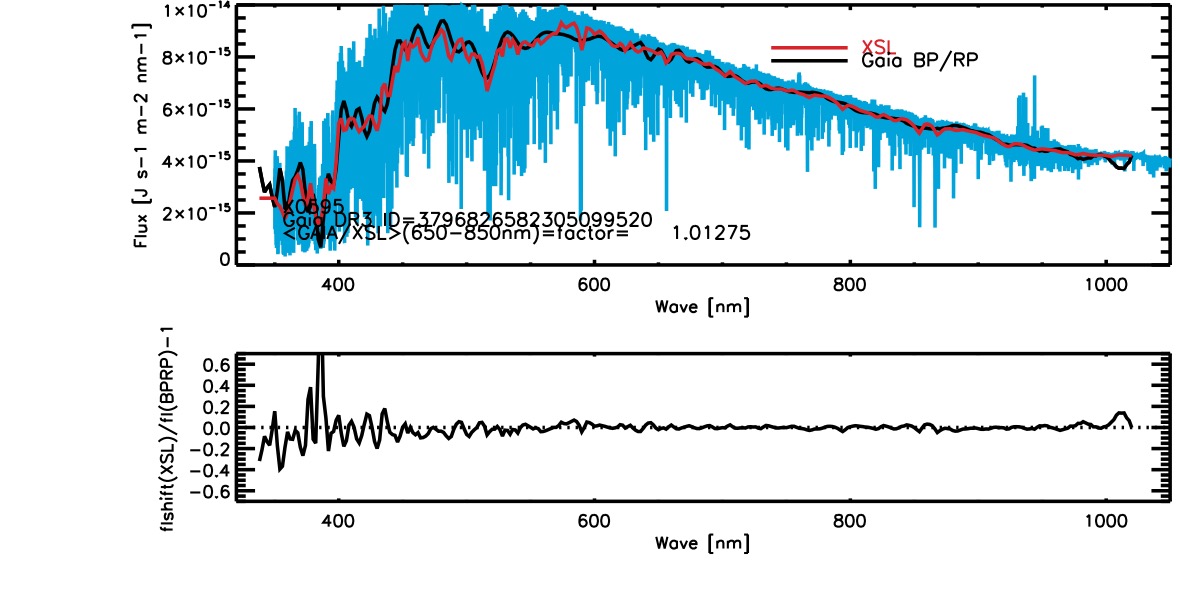 1×10−14
8×10−15
6×10−15
4×10−15
2×10−15
0
Flux [J s−1 m−2 nm−1]
XSL
Gaia BP/RP
X0595
Gaia DR3 ID=3796826582305099520
<GAIA/XSL>(650−850nm)=factor= 1.01275
400 600 800 1000
Wave [nm]
flshift(XSL)/fl(BPRP)−1
0.6
0.4
0.2
0.0
−0.2
−0.4
−0.6
400 600 800 1000
Wave [nm]